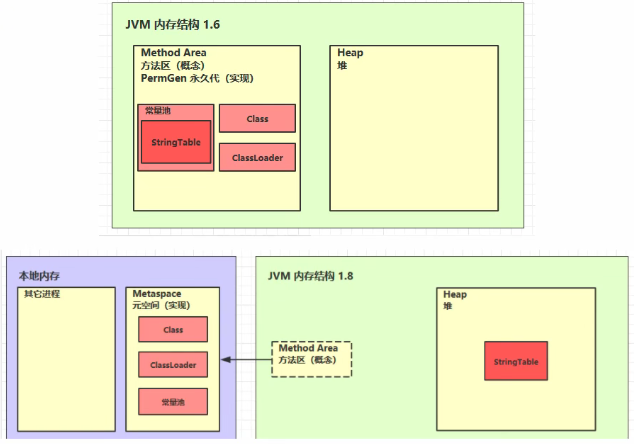 JVM 内存结构 1.6
Method Area
方法区（概念）
PermGen 永久代（实现）
常量池
StringTable
Class
ClassLoader
Heap
堆
本地内存
其它进程
Metaspace
元空间（实现）
Class
ClassLoader
常量池
JVM 内存结构 1.8
Method Area
方法区（概念）
Heap
堆
StringTable